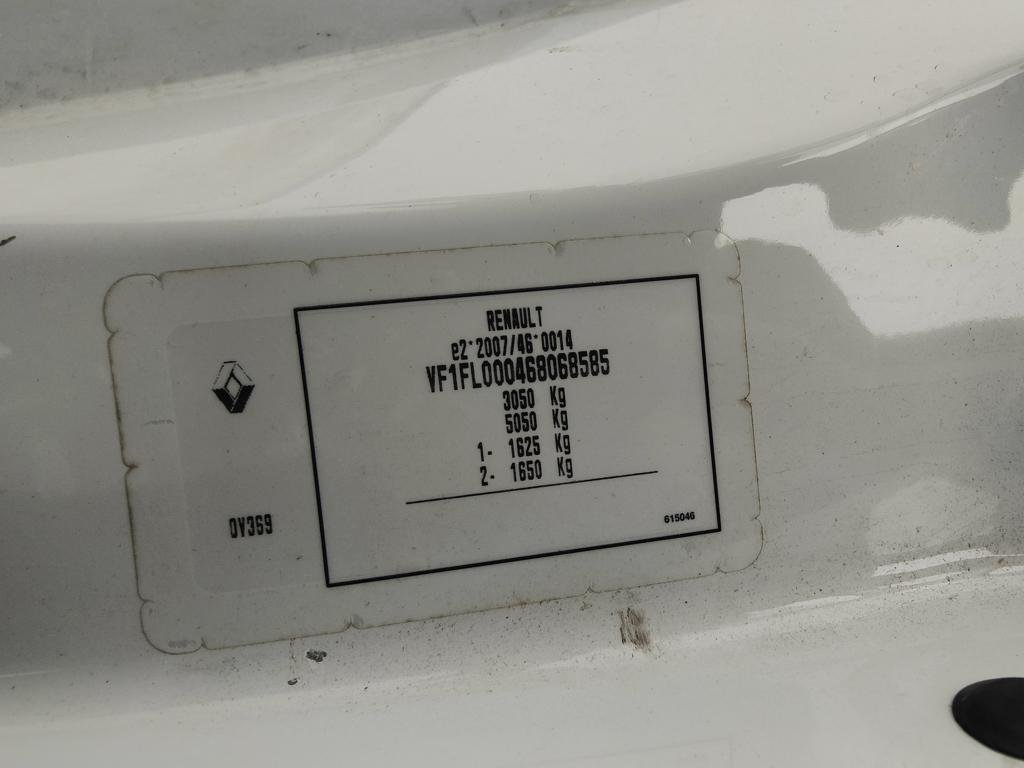 RENAULT
e2*2007/46*0014
VF1FL000468068585
3050 Kg
5050 Kg
1- 1625 Kg
2- 1650 Kg
0V369
615046